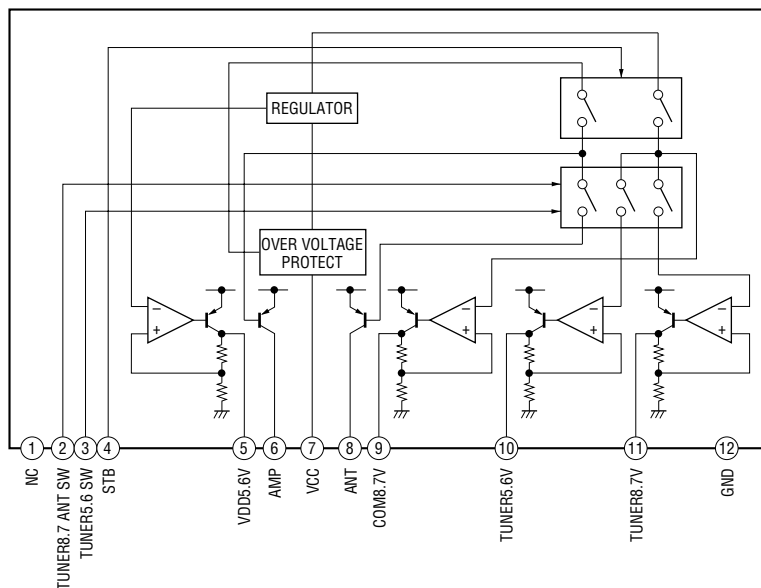 REGULATOR
OVER VOLTAGE
PROTECT
− − − −
+ + + +
1 2 3 4 5 6 7 8 9 10 11 12
NC
TUNER8.7 ANT SW
TUNER5.6 SW
STB
VDD5.6V
AMP
VCC
ANT
COM8.7V
TUNER5.6V
TUNER8.7V
GND